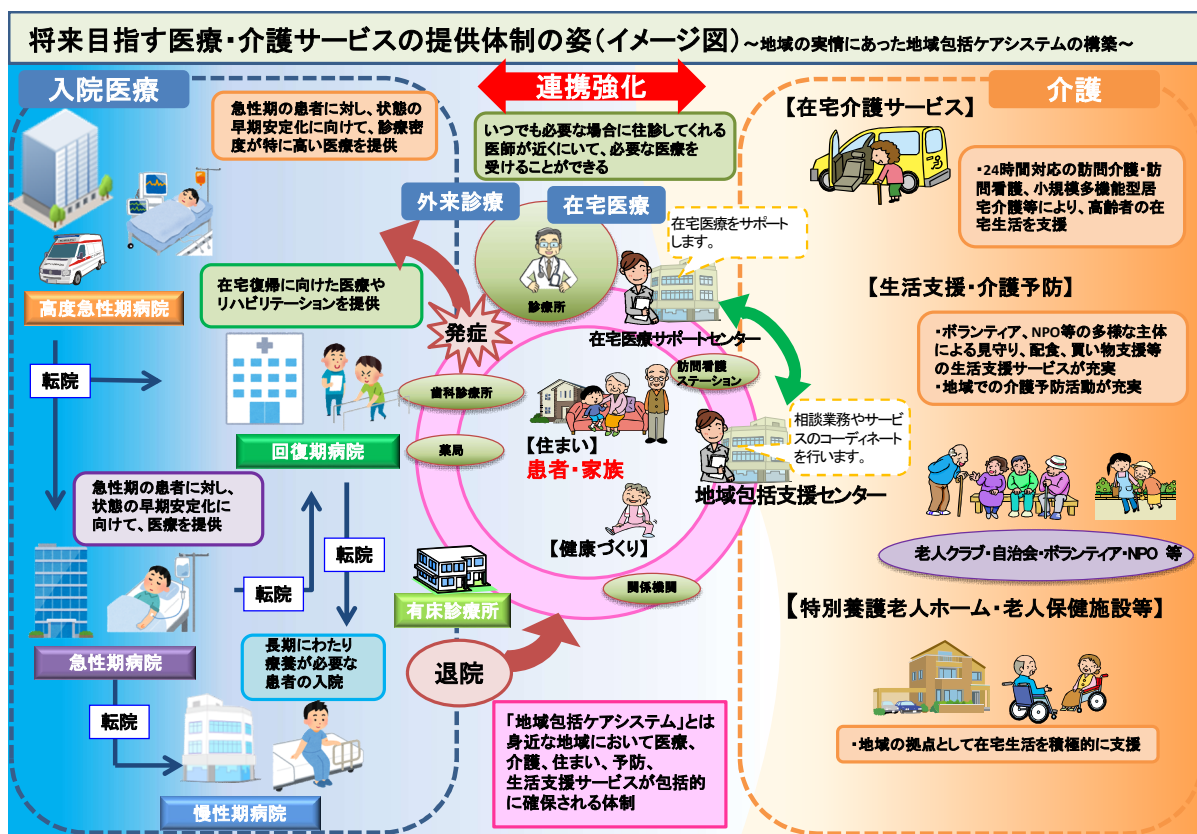 将来目指す医療・介護サービスの提供体制の姿（イメージ図）～地域の実情にあった地域包括ケアシステムの構築～
入院医療
急性期の患者に対し、状態の
早期安定化に向けて、診療密
度が特に高い医療を提供
高度急性期病院
転院
在宅復帰に向けた医療や
リハビリテーションを提供
回復期病院
急性期の患者に対し、
状態の早期安定化に
向けて、医療を提供
急性期病院
転院
転院
転院
長期にわたり
療養が必要な
患者の入院
慢性期病院
連携強化
いつでも必要な場合に往診してくれる
医師が近くにいて、必要な医療を
受けることができる
外来診療
在宅医療
診療所
在宅医療をサポート
します。
在宅医療サポートセンター
発症
歯科診療所
薬局
訪問看護
ステーション
【住まい】
患者・家族
相談業務やサービ
スのコーディネート
を行います。
地域包括支援センター
【健康づくり】
関係機関
有床診療所
退院
「地域包括ケアシステム」とは
身近な地域において医療、
介護、住まい、予防、
生活支援サービスが包括的
に確保される体制
介護
【在宅介護サービス】
・24時間対応の訪問介護・訪
問看護、小規模多機能型居
宅介護等により、高齢者の在
宅生活を支援
【生活支援・介護予防】
・ボランティア、NPO等の多様な主体
による見守り、配食、買い物支援等
の生活支援サービスが充実
・地域での介護予防活動が充実
老人クラブ・自治会・ボランティア・NPO 等
【特別養護老人ホーム・老人保健施設等】
・地域の拠点として在宅生活を積極的に支援